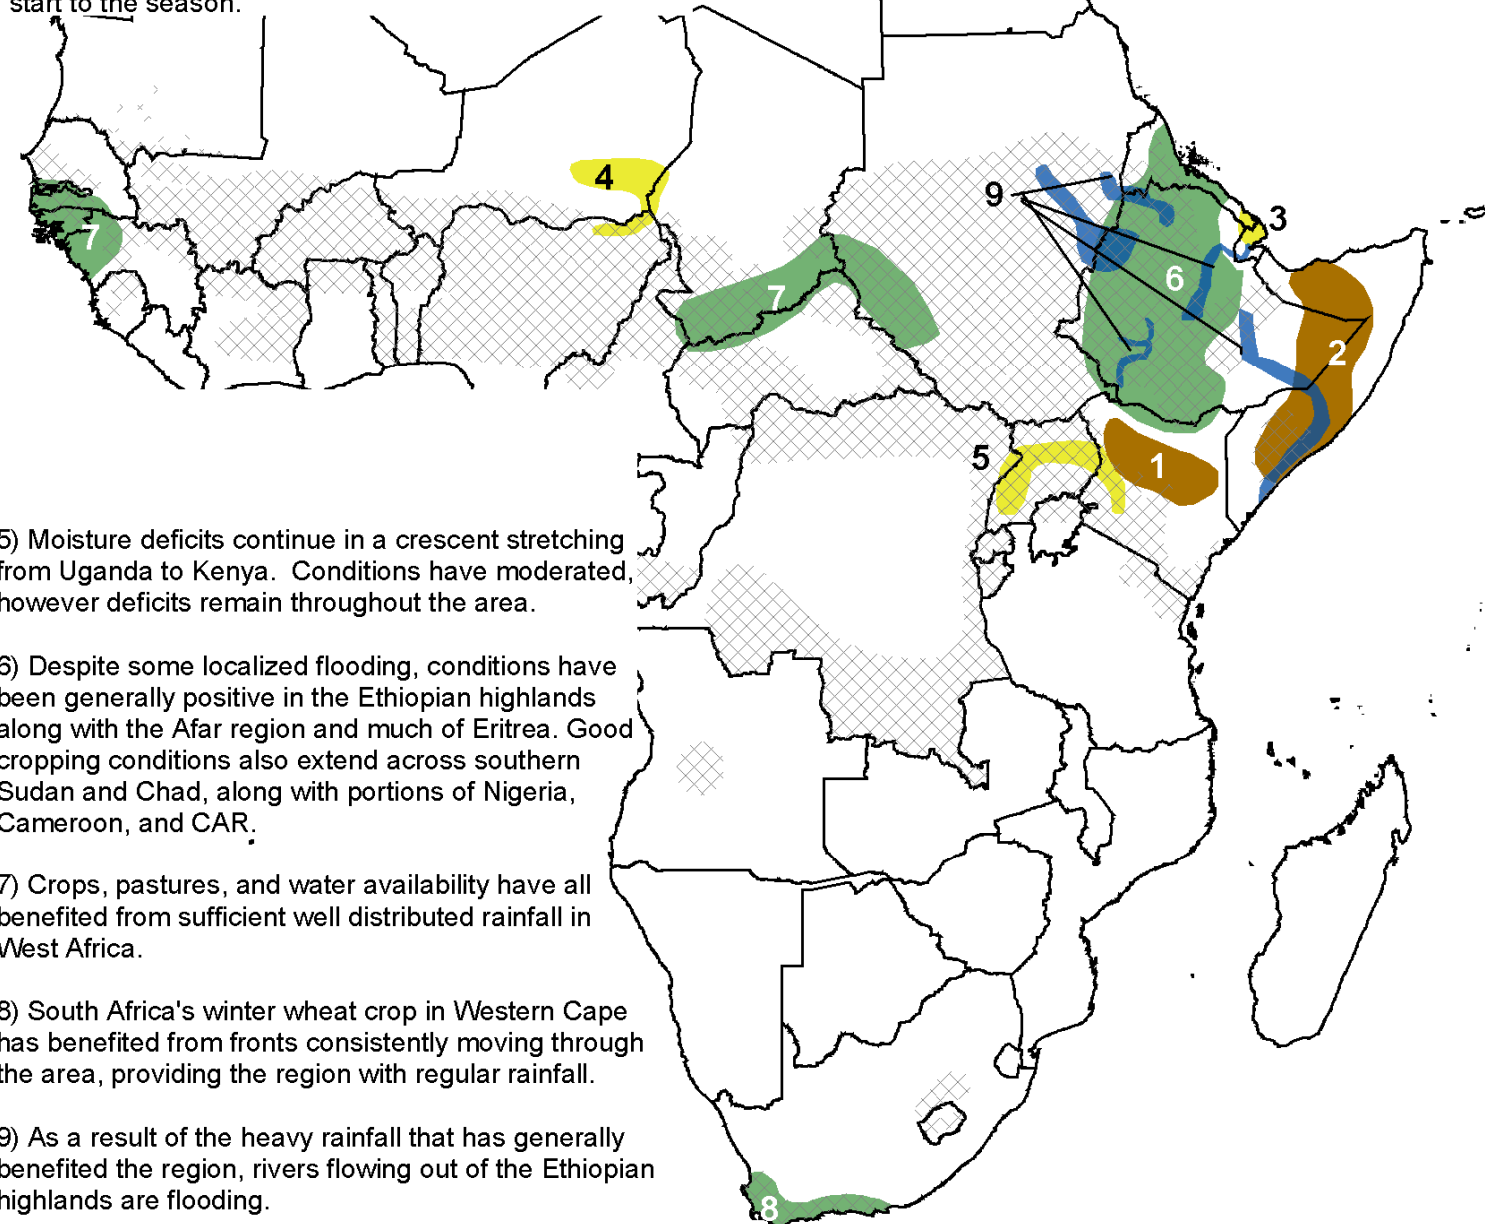 start to the season.
4
9
3
7
6
7
2
5
1
5) Moisture deficits continue in a crescent stretching
from Uganda to Kenya. Conditions have moderated,
however deficits remain throughout the area.
6) Despite some localized flooding, conditions have
been generally positive in the Ethiopian highlands
along with the Afar region and much of Eritrea. Good
cropping conditions also extend across southern
Sudan and Chad, along with portions of Nigeria,
Cameroon, and CAR.
7) Crops, pastures, and water availability have all
benefited from sufficient well distributed rainfall in
West Africa.
8) South Africa's winter wheat crop in Western Cape
has benefited from fronts consistently moving through
the area, providing the region with regular rainfall.
9) As a result of the heavy rainfall that has generally
benefited the region, rivers flowing out of the Ethiopian
highlands are flooding.
8